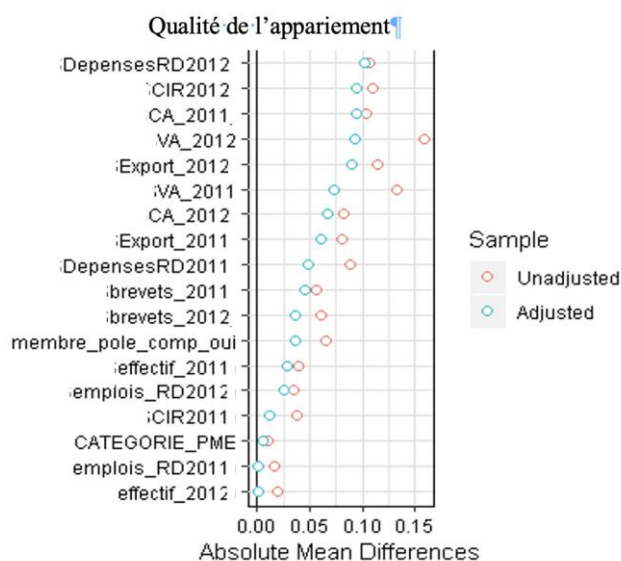 Qualité de l’appariement¶
DepensesRD2012
CIR2012
CA_2011
VA_2012
Export_2012
VA_2011
CA_2012
Export_2011
DepensesRD2011
brevets_2011
brevets_2012
membre_pole_comp_oui
effectif_2011
emplois_RD2012
CIR2011
CATEGORIE_PME
emplois_RD2011
effectif_2012
0.00 0.05 0.10 0.15
Absolute Mean Differences
Sample
Unadjusted
Adjusted